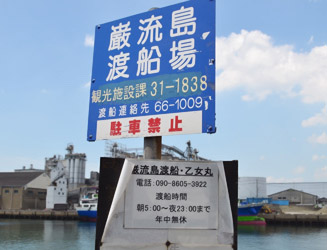 巌流島
渡船場
観光施設課 31-1838
渡船連絡先 66-1009
駐車禁止
巌流島渡船・乙女丸
電話:090-8605-3922
渡船時間
朝5:00~夜23:00まで
年中無休